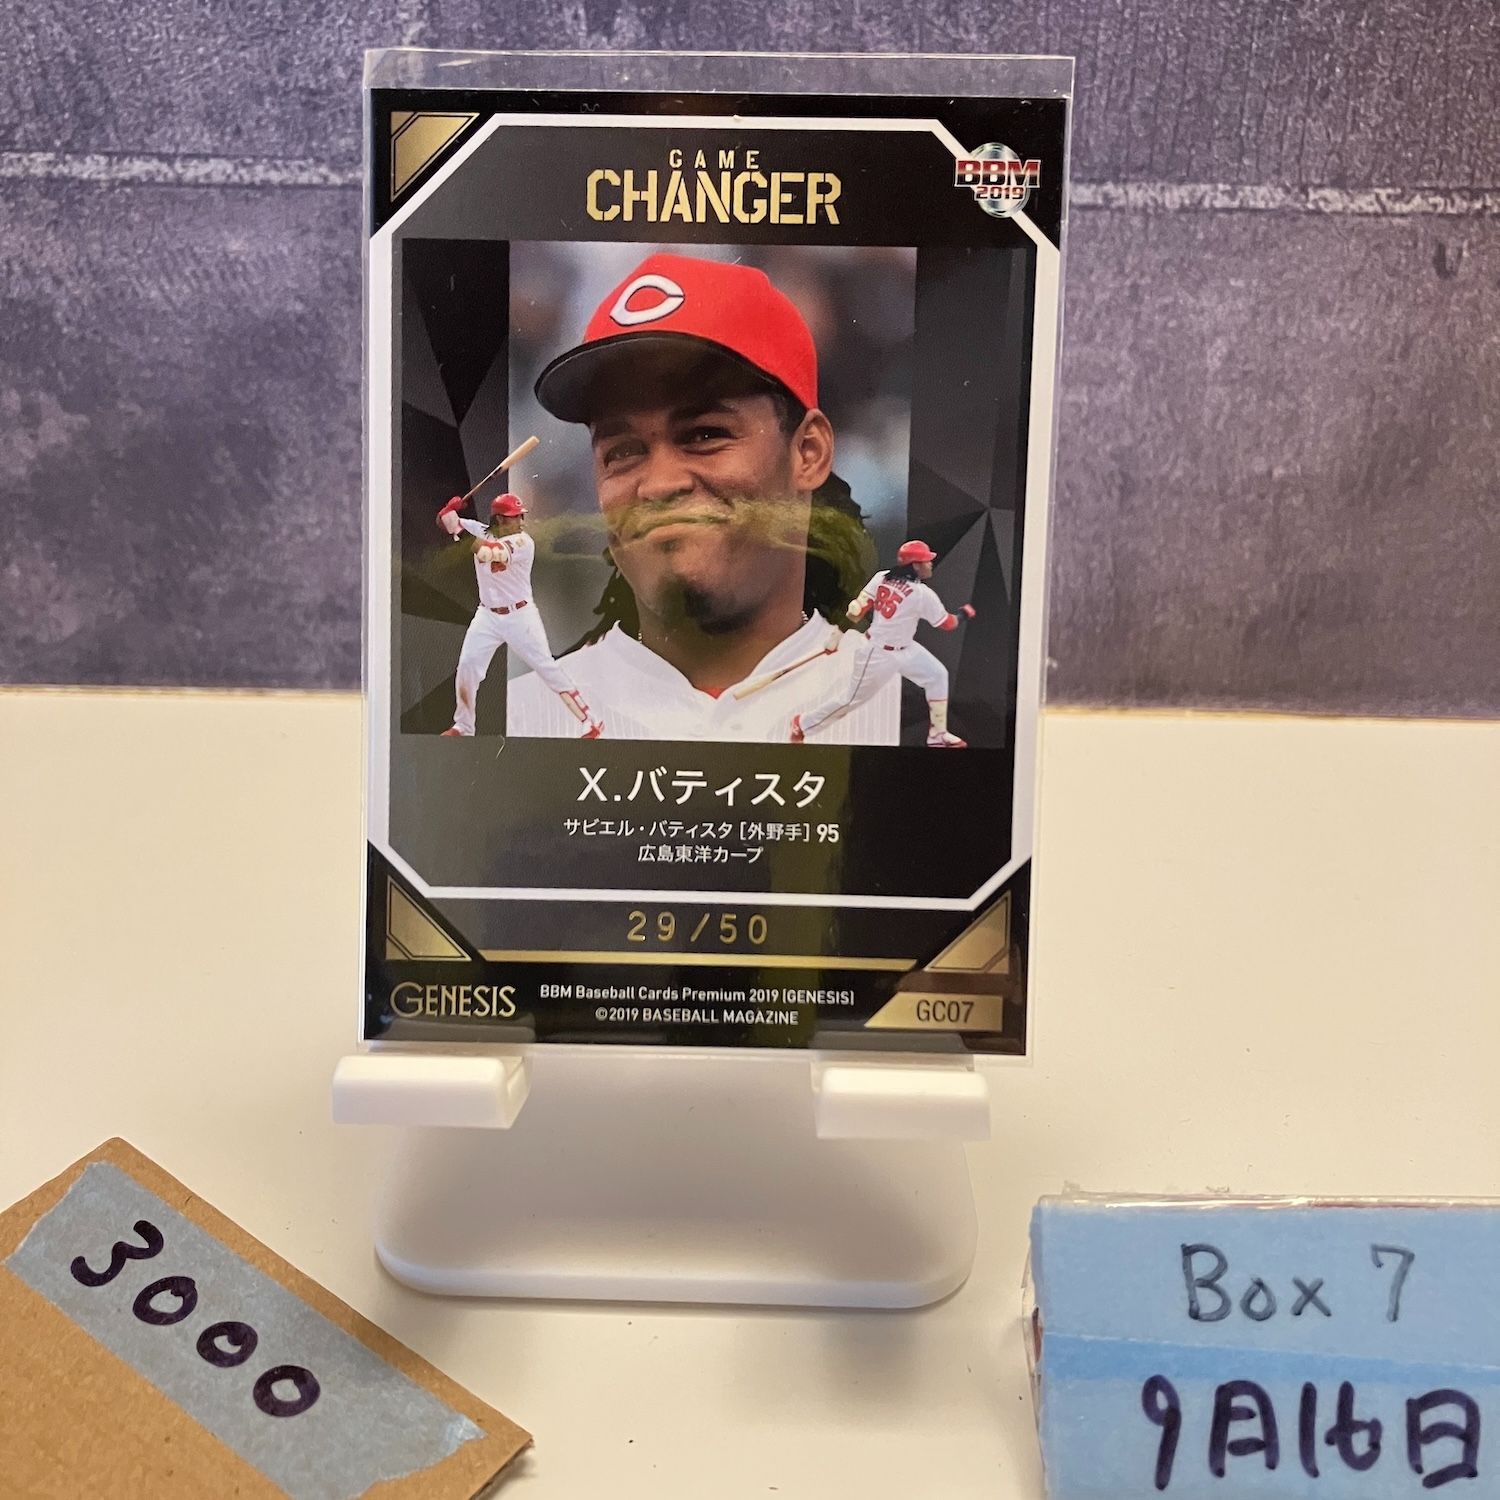 GAME
CHANGER
BBM
2019
X.バティスタ
サビエル・バティスタ[外野手] 95
広島東洋カープ
29/50
GENESIS
BBM Baseball Cards Premium 2019 [GENESIS]
©2019 BASEBALL MAGAZINE
GC07
3000
Box 7
9月16日